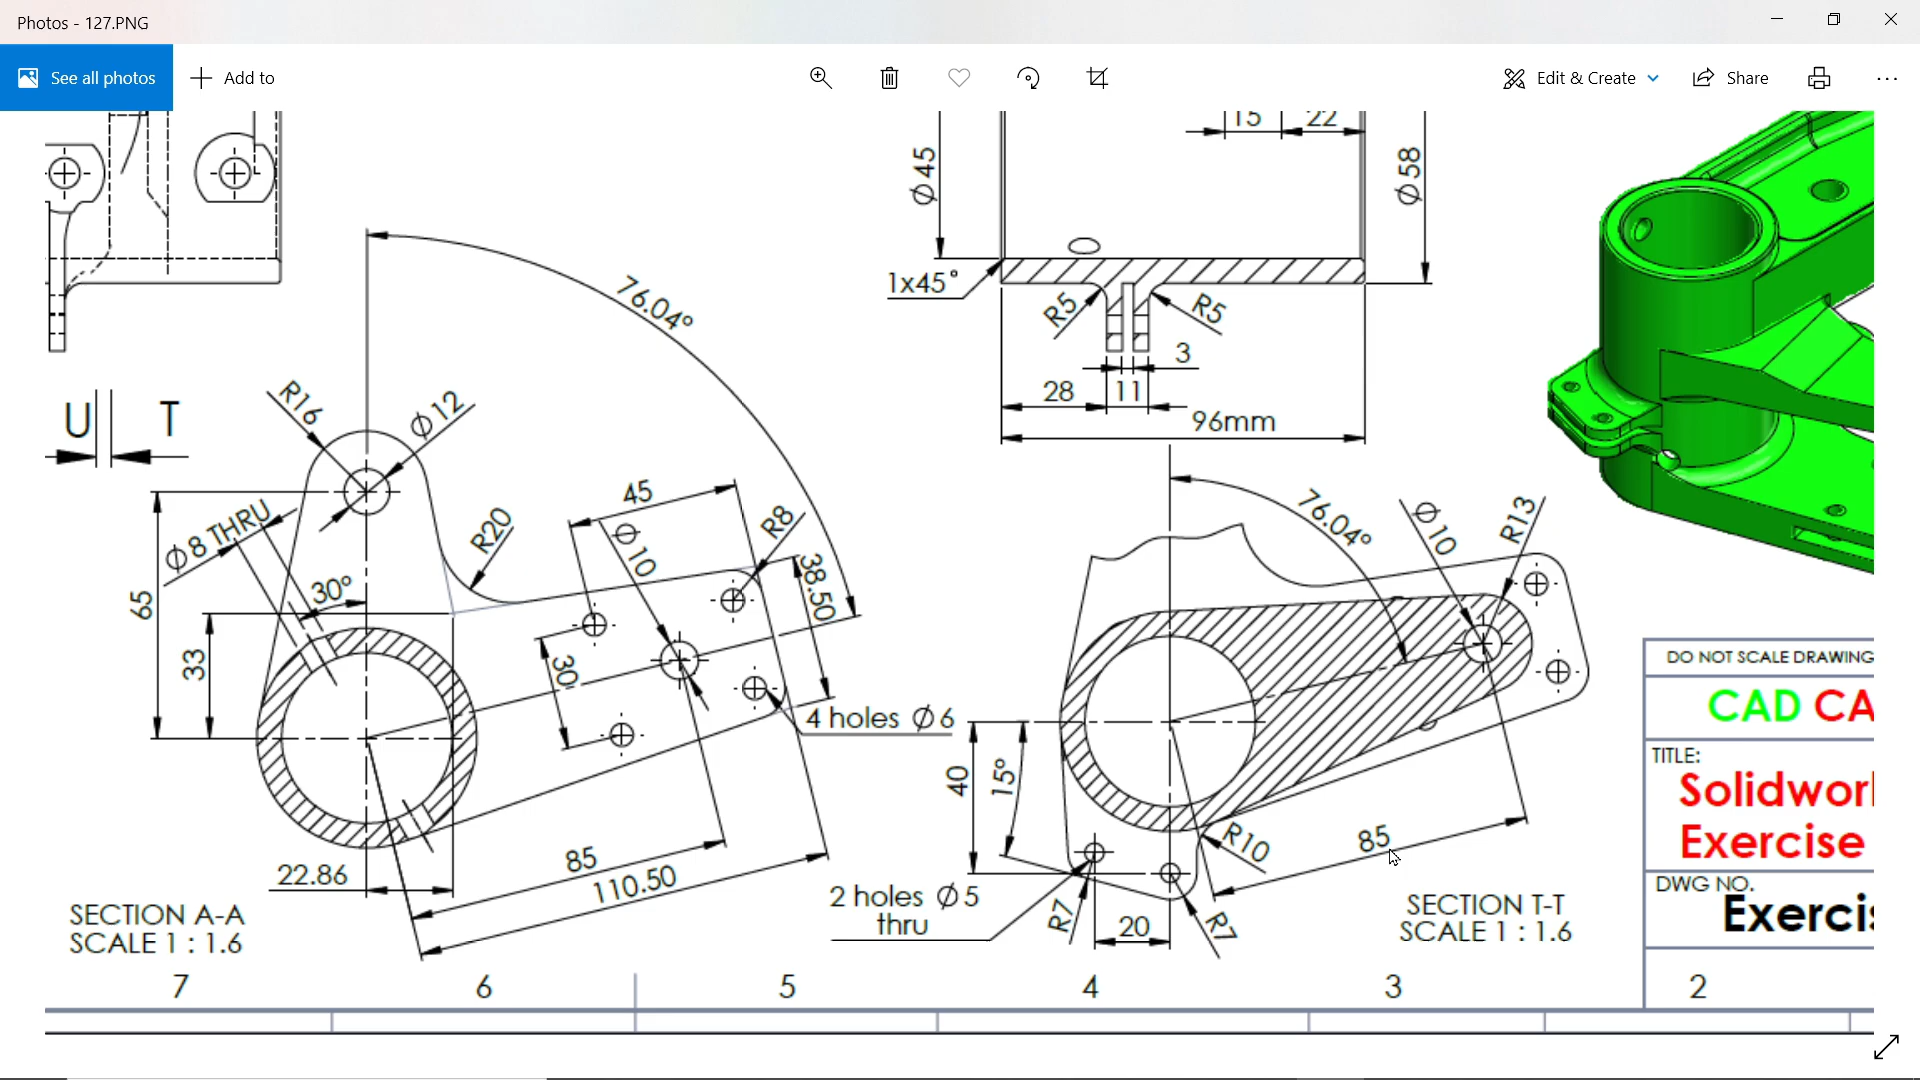 Photos - 127.PNG
See all photos
Add to
Edit & Create
Share
15
22
Ø45
Ø58
1x45°
R5
R5
3
28
11
96mm
76.04°
U
T
R16
Ø12
45
R8
Ø 8 THRU
R20
Ø10
38.50
30°
65
33
30
4 holes Ø 6
22.86
85
110.50
SECTION A-A
SCALE 1 : 1.6
76.04°
Ø10
R13
40
15°
R10
85
2 holes Ø 5
thru
R7
20
R7
SECTION T-T
SCALE 1 : 1.6
DO NOT SCALE DRAWING
CAD CA
TITLE:
Solidwor
Exercise
DWG NO.
Exercis
7
6
5
4
3
2